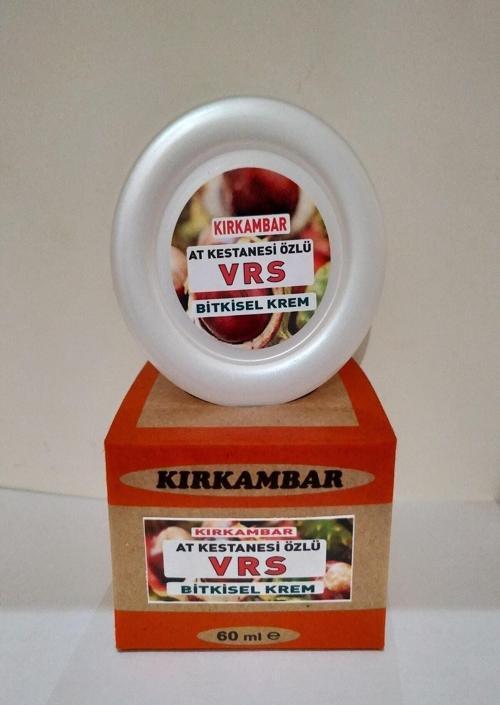 KIRKAMBAR
AT KESTANESİ ÖZLÜ
VRS
BİTKİSEL KREM
KIRKAMBAR
KIRKAMBAR
AT KESTANESİ ÖZLÜ
VRS
BİTKİSEL KREM
60 ml ℮